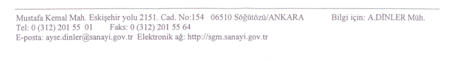 Mustafa Kemal Mah. Eskişehir yolu 2151. Cad. No:154 06510 Söğütözü/ANKARA Bilgi için: A.DİNLER Müh.
Tel: 0 (312) 201 55 01 Faks: 0 (312) 201 55 64
E-posta: ayse.dinler@sanayi.gov.tr Elektronik ağ: http://sgm.sanayi.gov.tr